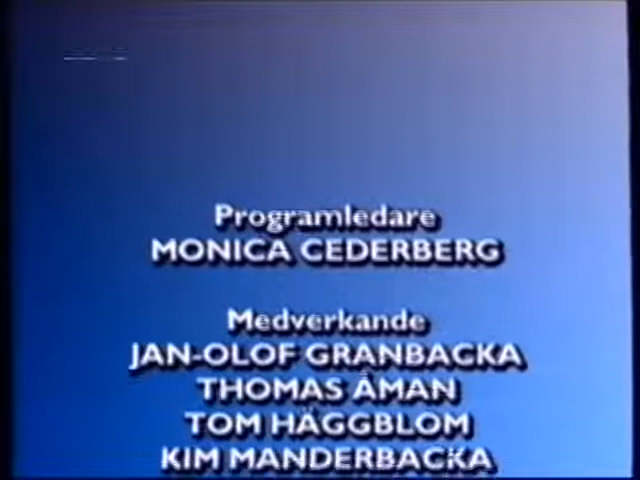 Programledare
MONICA CEDERBERG
Medverkande
JAN-OLOF GRANBACKA
THOMAS ÅMAN
TOM HÄGGBLOM
KIM MANDERBACKA